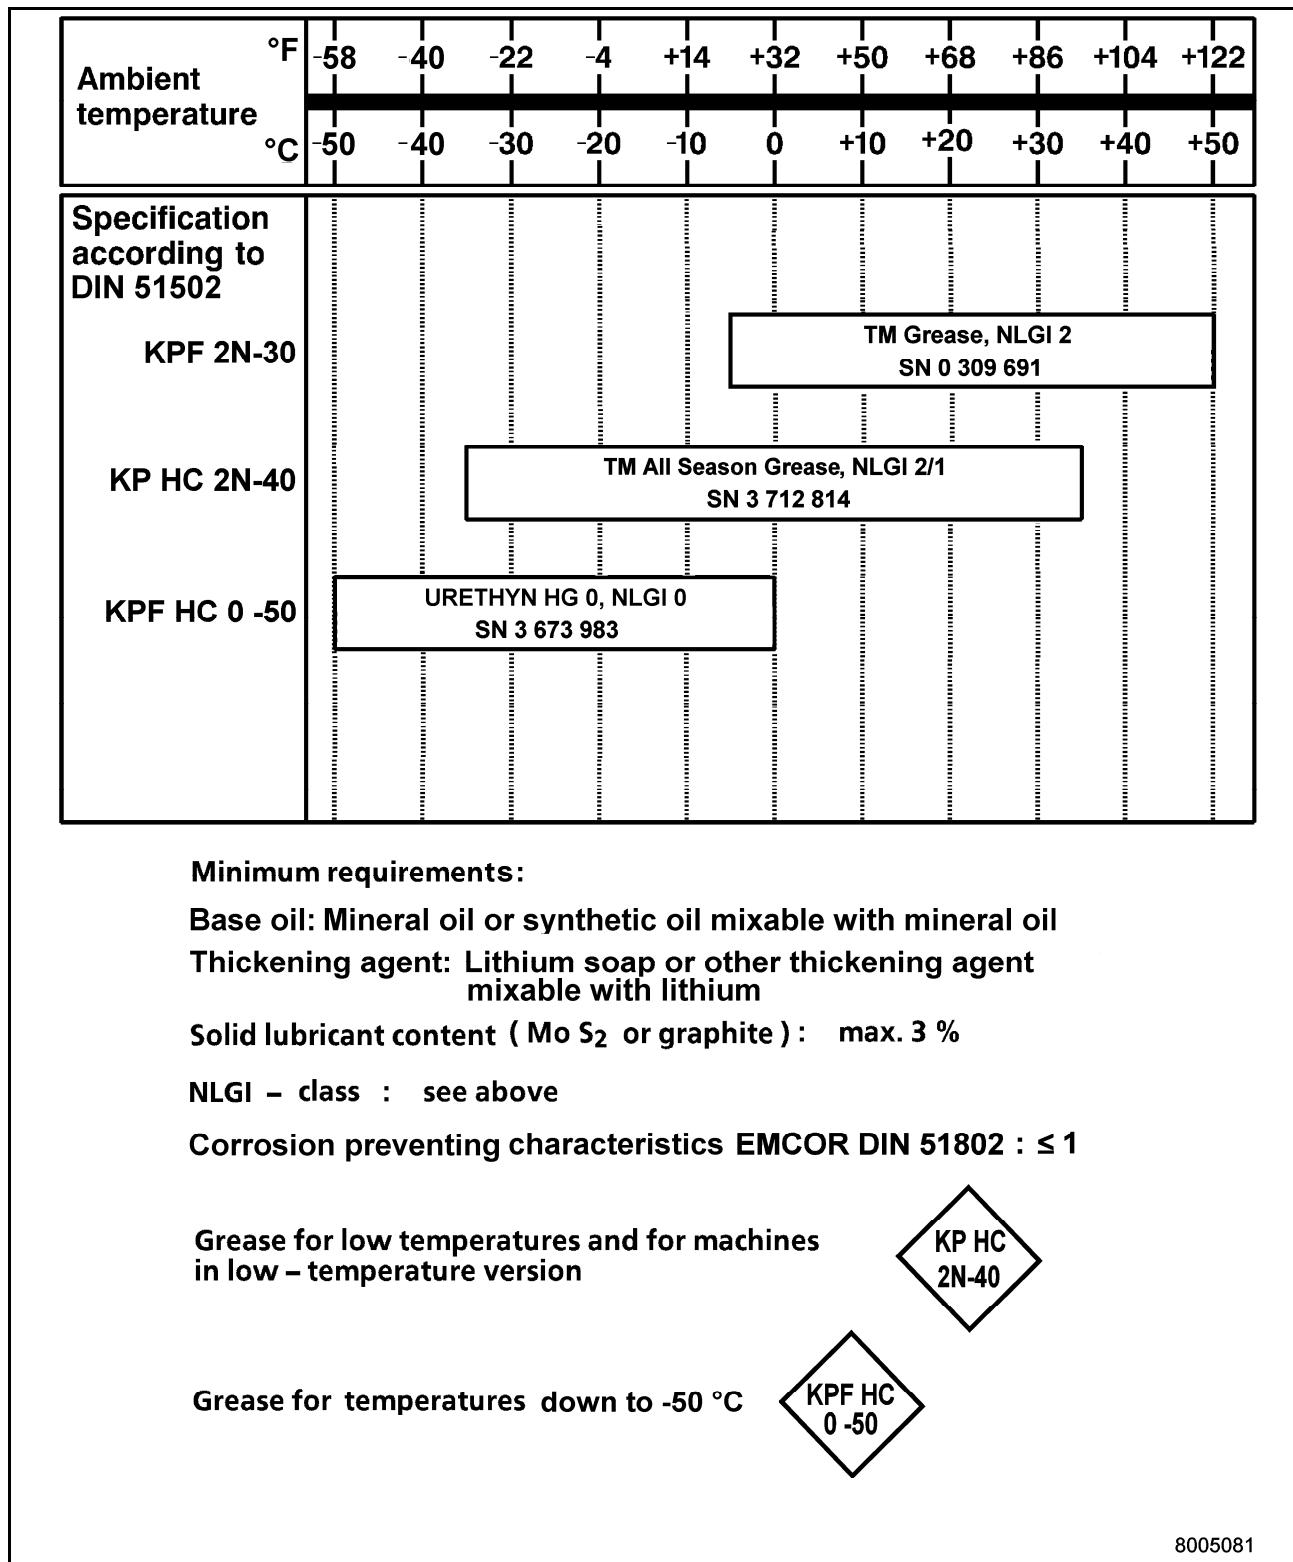 °F -58 -40 -22 -4 +14 +32 +50 +68 +86 +104 +122
Ambient
temperature
°C -50 -40 -30 -20 -10 0 +10 +20 +30 +40 +50
Specification
according to
DIN 51502
KPF 2N-30
TM Grease, NLGI 2
SN 0 309 691
KP HC 2N-40
TM All Season Grease, NLGI 2/1
SN 3 712 814
KPF HC 0 -50
URETHYN HG 0, NLGI 0
SN 3 673 983
Minimum requirements:
Base oil: Mineral oil or synthetic oil mixable with mineral oil
Thickening agent: Lithium soap or other thickening agent
mixable with lithium
Solid lubricant content ( Mo S2 or graphite ) : max. 3 %
NLGI – class : see above
Corrosion preventing characteristics EMCOR DIN 51802 : ≤ 1
Grease for low temperatures and for machines
in low – temperature version
KP HC
2N-40
Grease for temperatures down to -50 °C
KPF HC
0 -50
8005081